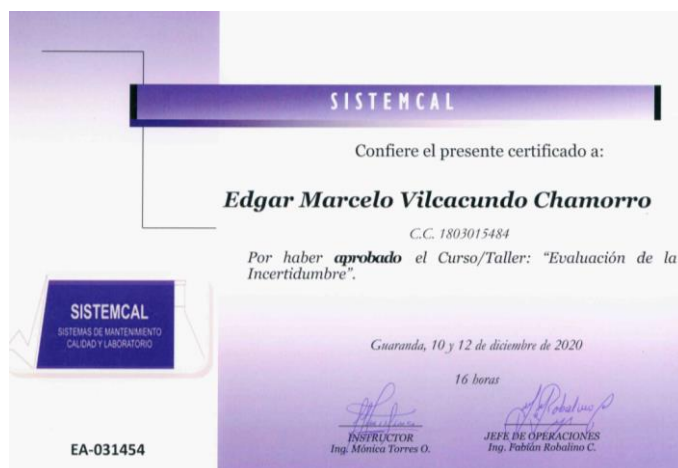 SISTEMCAL
Confiere el presente certificado a:
Edgar Marcelo Vilcacundo Chamorro
C.C. 1803015484
Por haber aprobado el Curso/Taller: “Evaluación de la
Incertidumbre”.
SISTEMCAL
SISTEMAS DE MANTENIMIENTO
CALIDAD Y LABORATORIO
Guaranda, 10 y 12 de diciembre de 2020
16 horas
INSTRUCTOR
Ing. Mónica Torres O.
JEFE DE OPERACIONES
Ing. Fabián Robalino C.
EA-031454